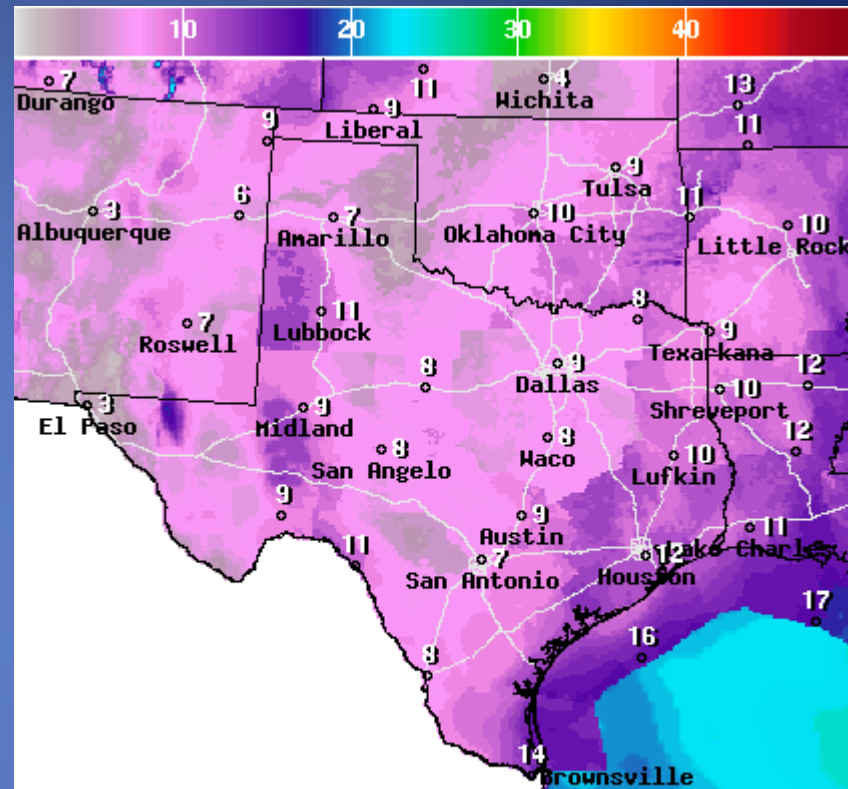 10 20 30 40
7 Durango
11
4 Wichita
13
9 Liberal
9
11
9 Tulsa
3 Albuquerque
6
7 Amarillo
10 Oklahoma City
11
10 Little Rock
7 Roswell
11 Lubbock
8
9 Texarkana
9 Dallas
8
10 Shreveport
12
3 El Paso
9 Midland
8 San Angelo
8 Waco
10 Lufkin
12
9
9 Austin
11 Lake Charles
11
7 San Antonio
12 Houston
17
16
8
14
Brownsville